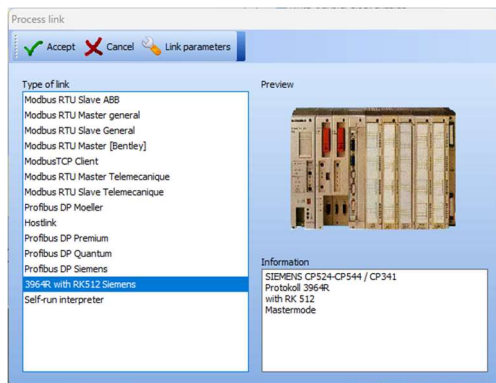 Process link
Accept
Cancel
Link parameters
Type of link
Preview
Modbus RTU Slave ABB
Modbus RTU Master general
Modbus RTU Slave General
Modbus RTU Master [Bentley]
ModbusTCP Client
Modbus RTU Master Telemecanique
Modbus RTU Slave Telemecanique
Profibus DP Moeller
Hostlink
Profibus DP Premium
Profibus DP Quantum
Profibus DP Siemens
3964R with RK512 Siemens
Self-run interpreter
Information
SIEMENS CP524-CP544 / CP341
Protokoll 3964R
with RK 512
Mastermode